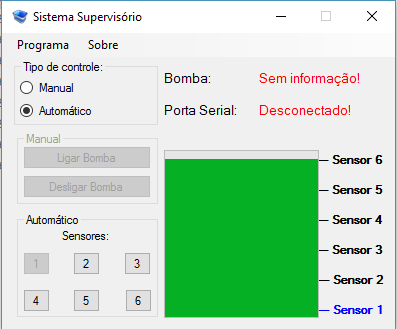 Sistema Supervisório
Programa Sobre
Tipo de controle:
Manual
Automático
Bomba: Sem informação!
Porta Serial: Desconectado!
Manual
Ligar Bomba
Desligar Bomba
Automático
Sensores:
1 2 3
4 5 6
Sensor 6
Sensor 5
Sensor 4
Sensor 3
Sensor 2
Sensor 1